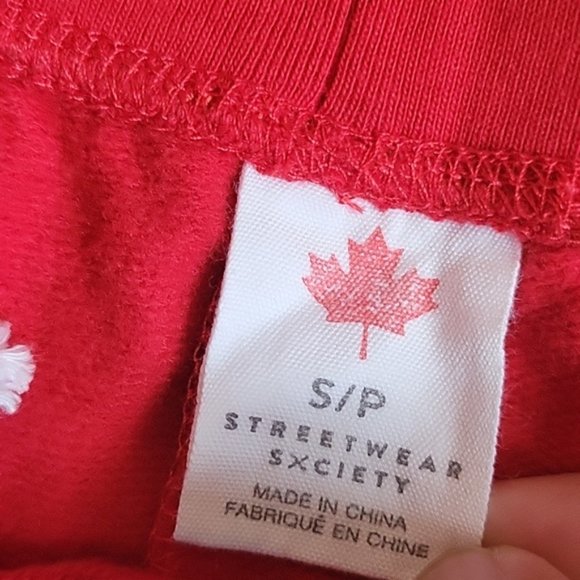 S/P
STREETWEAR
SXCIETY
MADE IN CHINA
FABRIQUÉ EN CHINE